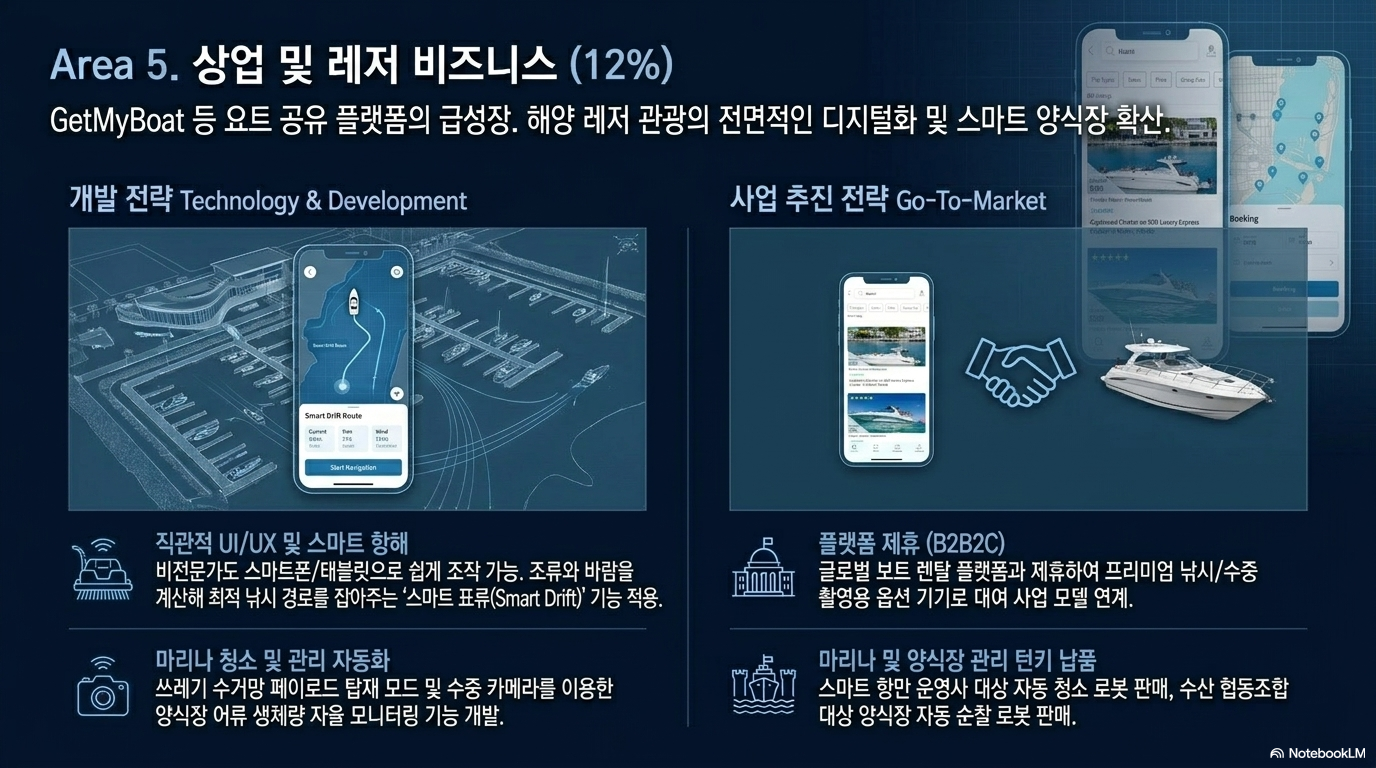 Area 5. 상업 및 레저 비즈니스 (12%)
GetMyBoat 등 요트 공유 플랫폼의 급성장. 해양 레저 관광의 전면적인 디지털화 및 스마트 양식장 확산.
개발 전략 Technology & Development
Smart DriR Route
Wind
사업 추진 전략 Go-To-Market
Boeking
직관적 UI/UX 및 스마트 항해
비전문가도 스마트폰/태블릿으로 쉽게 조작 가능. 조류와 바람을
계산해 최적 낚시 경로를 잡아주는 ‘스마트 표류(Smart Drift)’ 기능 적용.
마리나 청소 및 관리 자동화
쓰레기 수거망 페이로드 탑재 모드 및 수중 카메라를 이용한
양식장 어류 생체량 자율 모니터링 기능 개발.
플랫폼 제휴 (B2B2C)
글로벌 보트 렌탈 플랫폼과 제휴하여 프리미엄 낚시/수중
촬영용 옵션 기기로 대여 사업 모델 연계.
마리나 및 양식장 관리 턴키 납품
스마트 항만 운영사 대상 자동 청소 로봇 판매, 수산 협동조합
대상 양식장 자동 순찰 로봇 판매.
NotebookLM